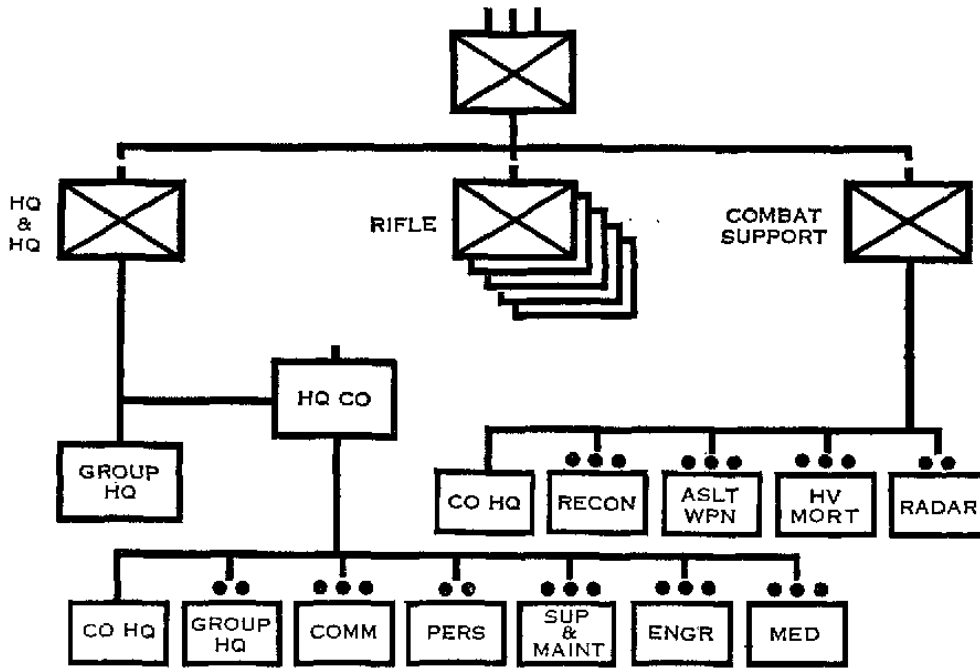 HQ
&
HQ
RIFLE
COMBAT
SUPPORT
HQ CO
GROUP
HQ
CO HQ
RECON
ASLT
WPN
HV
MORT
RADAR
CO HQ
GROUP
HQ
COMM
PERS
SUP
&
MAINT
ENGR
MED